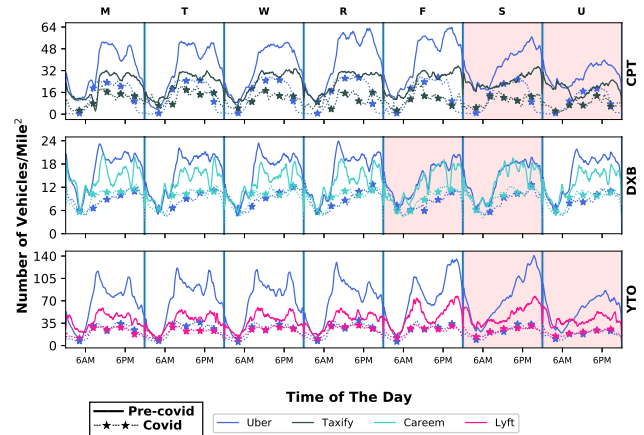 M T W R F S U
64
48
32
16
0
CPT
24
18
12
6
0
DXB
140
105
70
35
0
YTO
Number of Vehicles/Mile²
6AM 6PM 6AM 6PM 6AM 6PM 6AM 6PM 6AM 6PM 6AM 6PM 6AM 6PM
Time of The Day
Pre-covid
Covid
Uber Taxify Careem Lyft